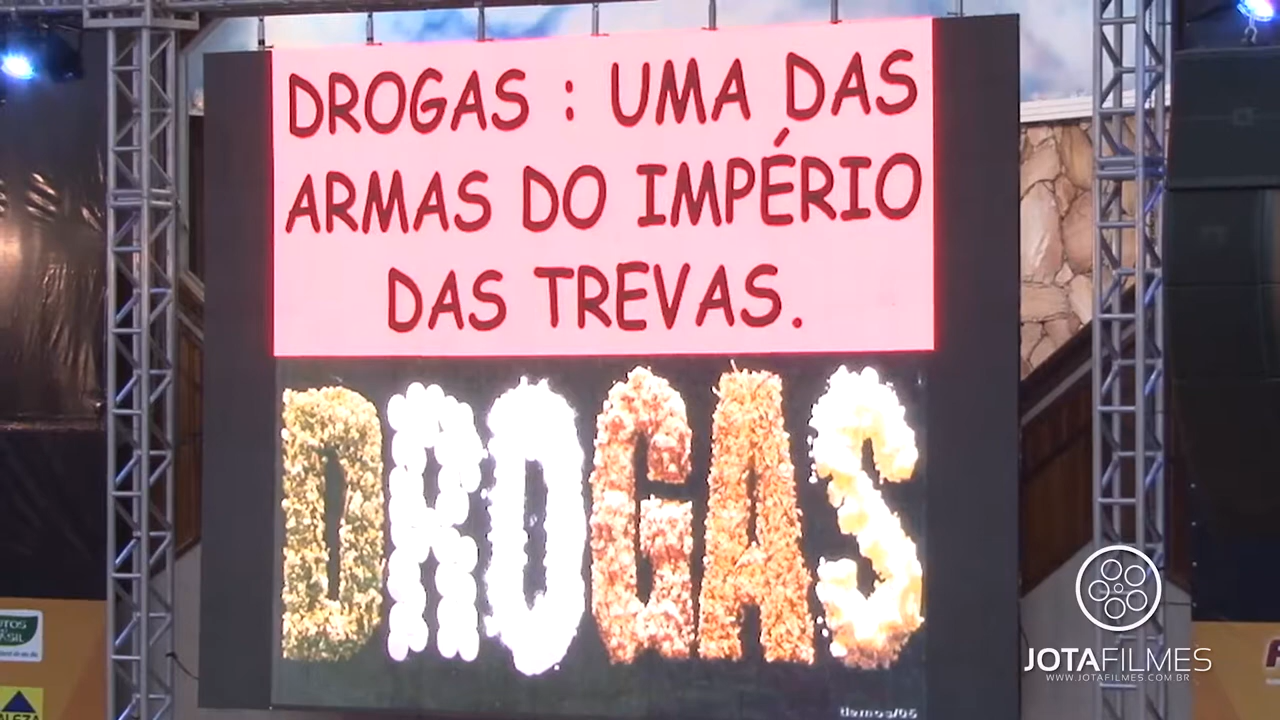 DROGAS : UMA DAS
ARMAS DO IMPÉRIO
DAS TREVAS.
DROGAS
JOTAFILMES
WWW.JOTAFILMES.COM.BR